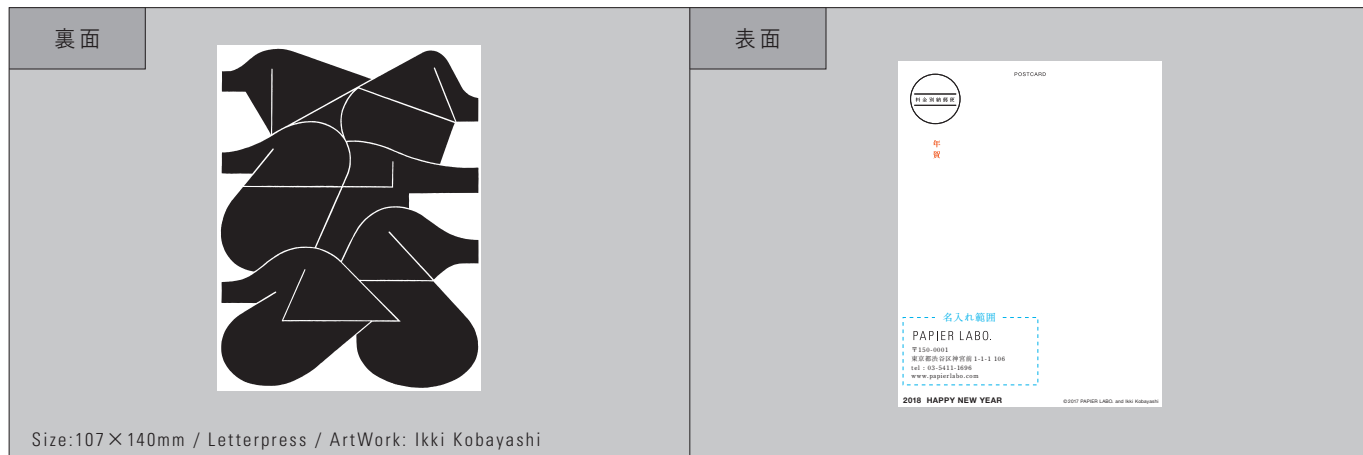 裏面
Size:107×140mm / Letterpress / ArtWork: Ikki Kobayashi
表面
POSTCARD
料金別納郵便
年
賀
名入れ範囲
PAPIER LABO.
〒150-0001
東京都渋谷区神宮前 1-1-1 106
tel : 03-5411-1696
www.papierlabo.com
2018 HAPPY NEW YEAR
©2017 PAPIER LABO. and Ikki Kobayashi